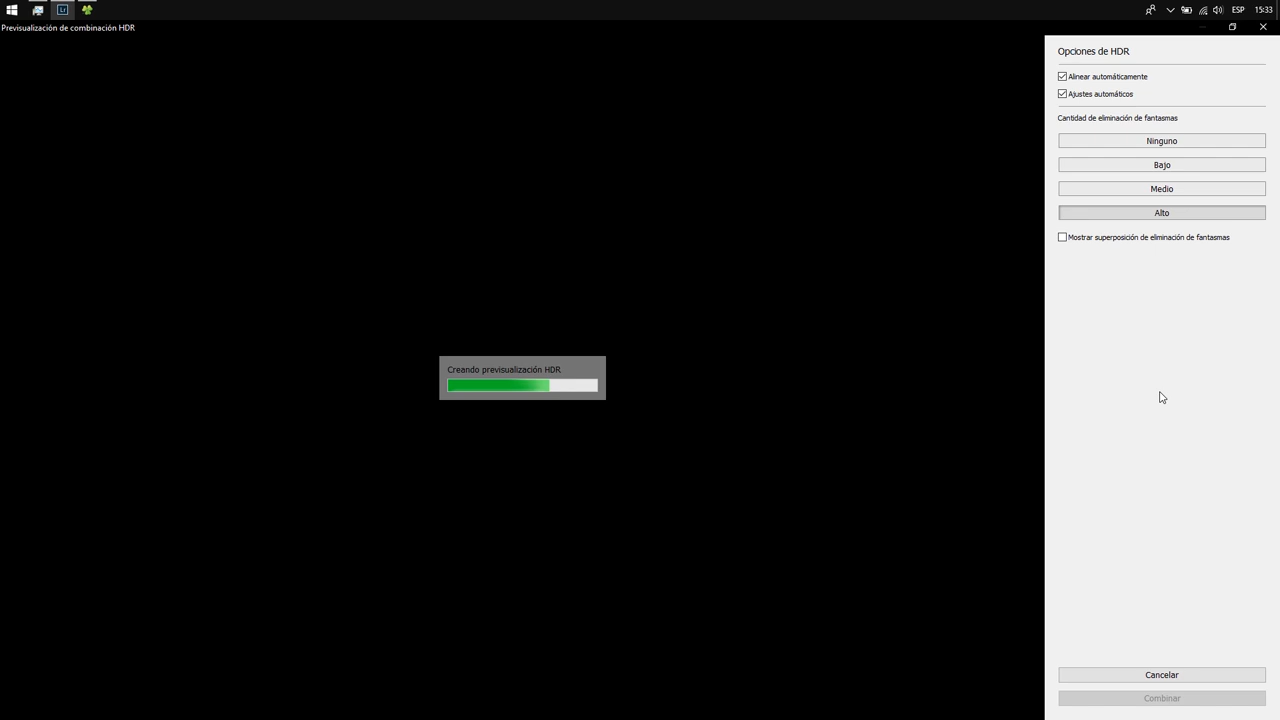 Lr
ESP
15:33
Previsualización de combinación HDR
Opciones de HDR
Alinear automáticamente
Ajustes automáticos
Cantidad de eliminación de fantasmas
Ninguno
Bajo
Medio
Alto
Mostrar superposición de eliminación de fantasmas
Creando previsualización HDR
Cancelar
Combinar